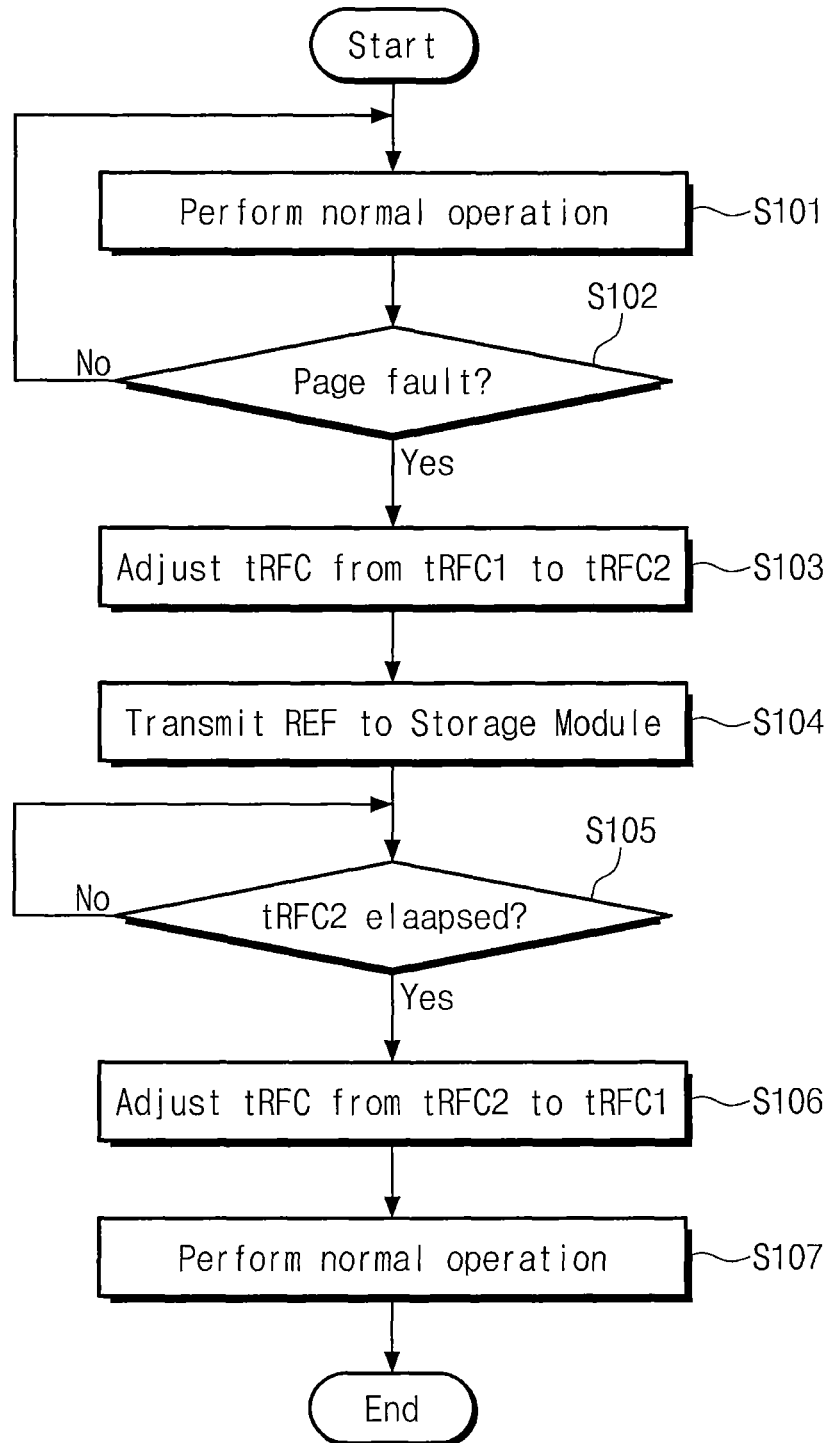 Start
Perform normal operation
S101
S102
No
Page fault?
Yes
Adjust tRFC from tRFC1 to tRFC2
S103
Transmit REF to Storage Module
S104
S105
No
tRFC2 elaapsed?
Yes
Adjust tRFC from tRFC2 to tRFC1
S106
Perform normal operation
S107
End